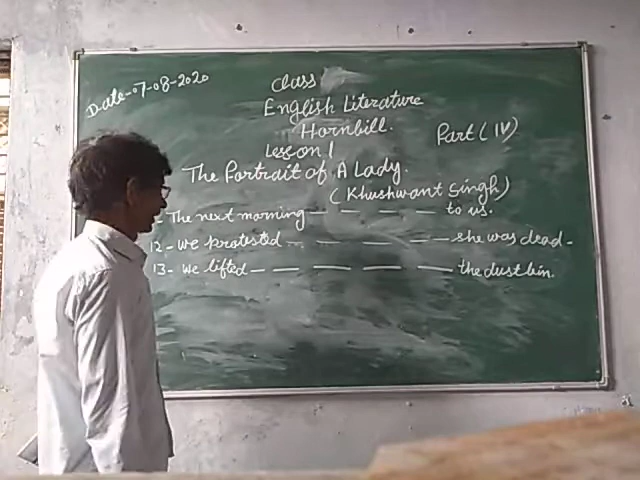 Date-07-08-2020
Class
English Literature
Hornbill.
Part (IV)
Lesson 1
The Portrait of A Lady.
(Khushwant Singh)
- The next morning — — — — to us.
12- we protested — — — — she was dead-
13- we lifted — — — — — the dust bin.